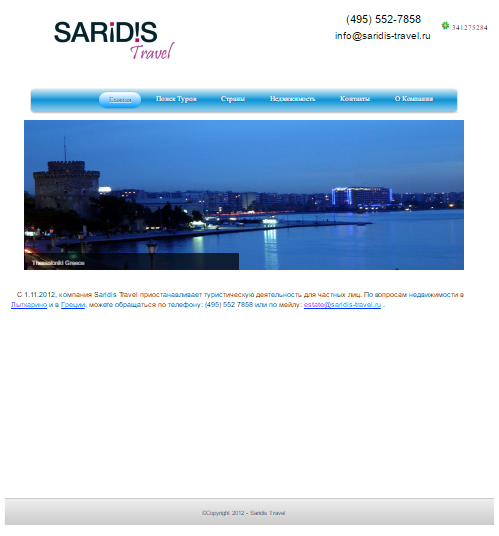 SARIDIS
Travel
(495) 552-7858
info@saridis-travel.ru
341275284
Главная Поиск Туров Страны Недвижимость Контакты О Компании
Thessaloniki Greece
С 1.11.2012, компания Saridis Travel приостанавливает туристическую деятельность для частных лиц. По вопросам недвижимости в
Лыткарино и в Греции, можете обращаться по телефону: (495) 552 7858 или по мейлу: estate@saridis-travel.ru .
©Copyright 2012 - Saridis Travel